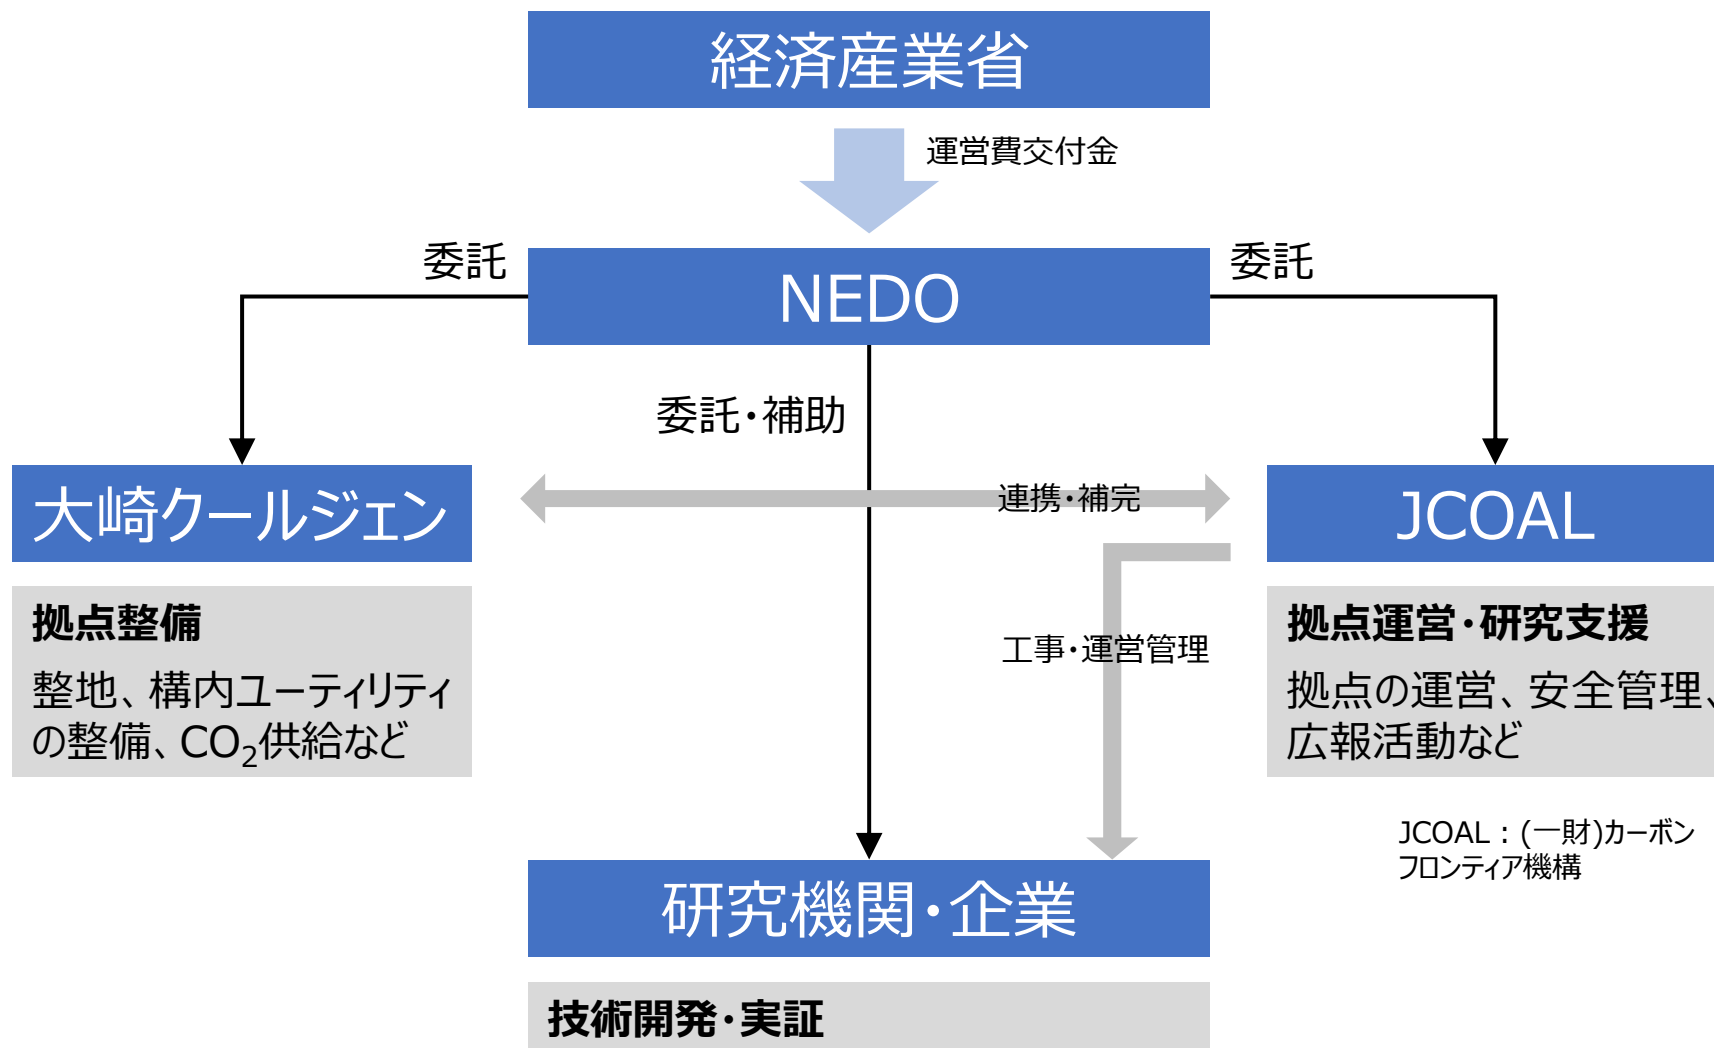 経済産業省
運営費交付金
委託
NEDO
委託
委託・補助
大崎クールジェン
連携・補完
JCOAL
拠点整備
整地、構内ユーティリティ
の整備、CO₂供給など
工事・運営管理
拠点運営・研究支援
拠点の運営、安全管理、
広報活動など
JCOAL：(一財)カーボン
フロンティア機構
研究機関・企業
技術開発・実証